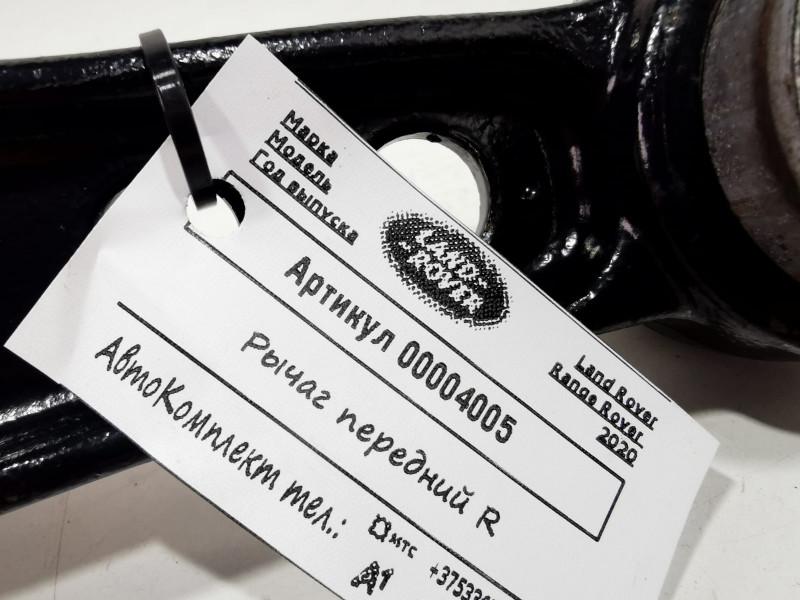 Марка
Модель
Год выпуска
LAND
ROVER
Land Rover
Range Rover
2020
Артикул 00004005
Рычаг передний R
АвтоКомплект тел.:
МТС
A1